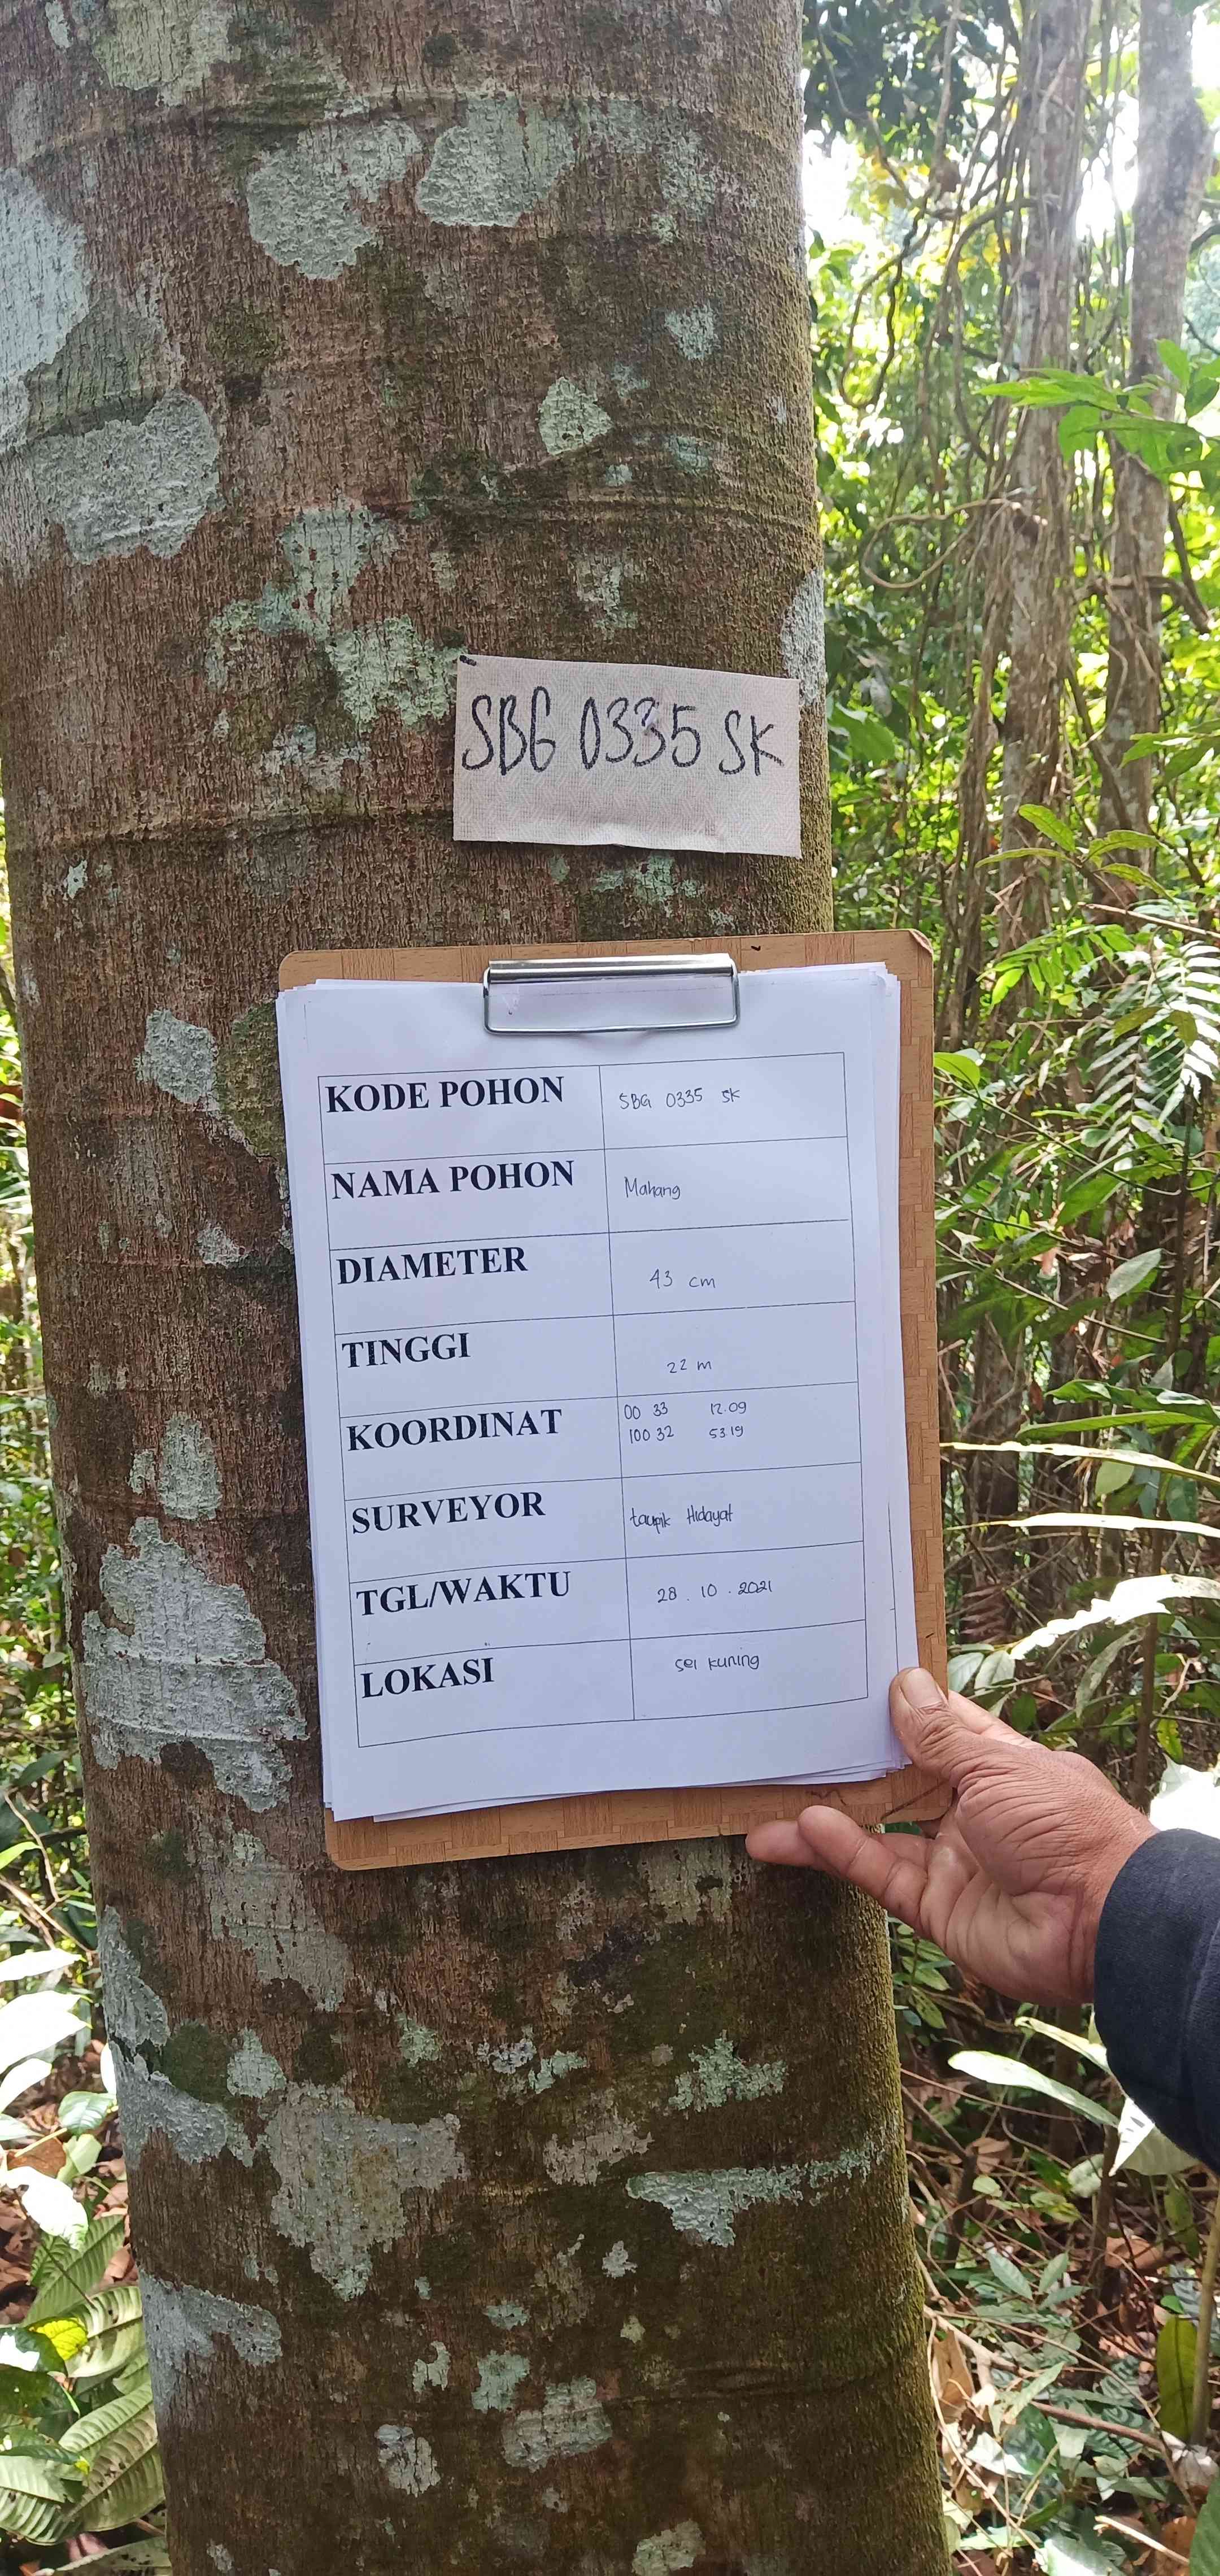 SBG 0335 SK
KODE POHON SBG 0335 SK
NAMA POHON Mahang
DIAMETER 43 cm
TINGGI 22 m
KOORDINAT 00 33 12.09
100 32 53 19
SURVEYOR taupik Hidayat
TGL/WAKTU 28 . 10 . 2021
LOKASI sei kuning